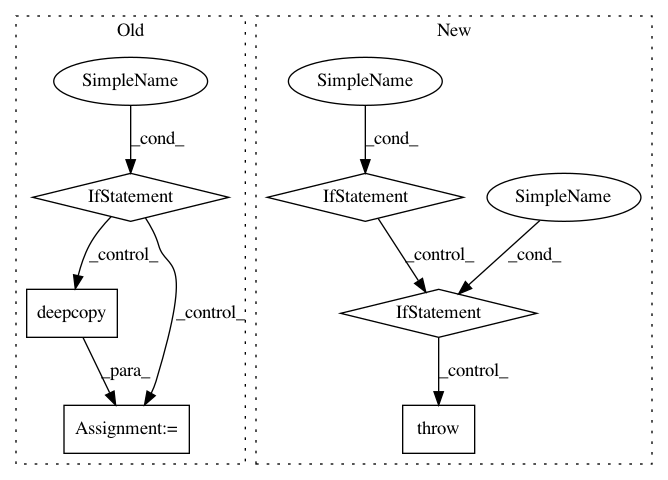 Old
New
SimpleName
SimpleName
_cond_
_cond_
IfStatement
IfStatement
SimpleName
_control_
_control_
_cond_
deepcopy
_control_
IfStatement
_para_
_control_
Assignment:=
throw